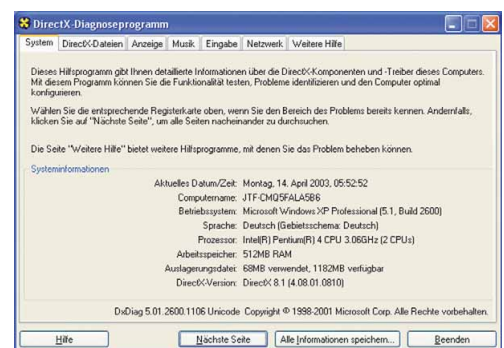 DirectX-Diagnoseprogramm
System DirectX-Dateien Anzeige Musik Eingabe Netzwerk Weitere Hilfe
Dieses Hilfsprogramm gibt Ihnen detaillierte Informationen über die DirectX-Komponenten und -Treiber dieses Computers.
Mit diesem Programm können Sie die Funktionalität testen, Probleme identifizieren und den Computer optimal
konfigurieren.
Wählen Sie die entsprechende Registerkarte oben, wenn Sie den Bereich des Problems bereits kennen. Andernfalls,
klicken Sie auf "Nächste Seite", um alle Seiten nacheinander zu durchsuchen.
Die Seite "Weitere Hilfe" bietet weitere Hilfsprogramme, mit denen Sie das Problem beheben können.
Systeminformationen
Aktuelles Datum/Zeit: Montag, 14. April 2003, 05:52:52
Computername: JTF-CMQ5FALA5B6
Betriebssystem: Microsoft Windows XP Professional (5.1, Build 2600)
Sprache: Deutsch (Gebietsschema: Deutsch)
Prozessor: Intel(R) Pentium(R) 4 CPU 3.06GHz (2 CPUs)
Arbeitsspeicher: 512MB RAM
Auslagerungsdatei: 68MB verwendet, 1182MB verfügbar
DirectX-Version: DirectX 8.1 (4.08.01.0810)
DxDiag 5.01.2600.1106 Unicode Copyright © 1998-2001 Microsoft Corp. Alle Rechte vorbehalten.
Hilfe Nächste Seite Alle Informationen speichern... Beenden